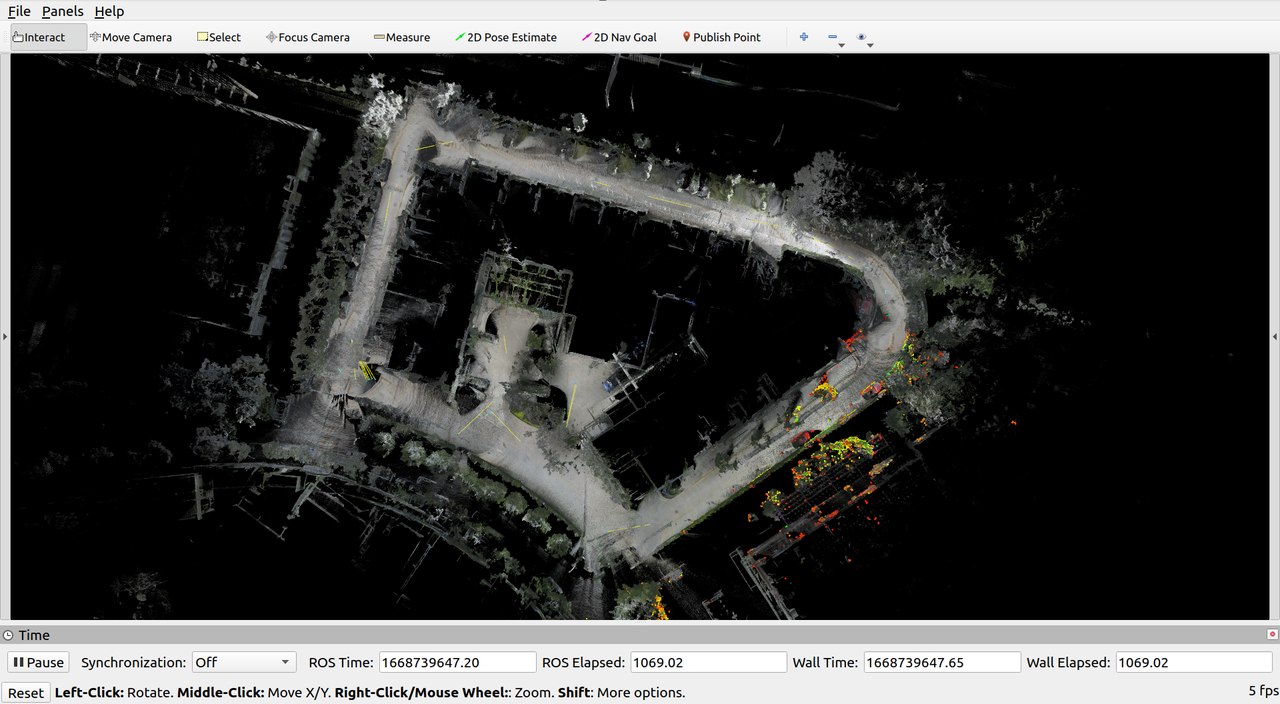 File Panels Help
Interact Move Camera Select Focus Camera Measure 2D Pose Estimate 2D Nav Goal Publish Point
Time
Pause Synchronization: Off ROS Time: 1668739647.20 ROS Elapsed: 1069.02 Wall Time: 1668739647.65 Wall Elapsed: 1069.02
Reset Left-Click: Rotate. Middle-Click: Move X/Y. Right-Click/Mouse Wheel:: Zoom. Shift: More options. 5 fps